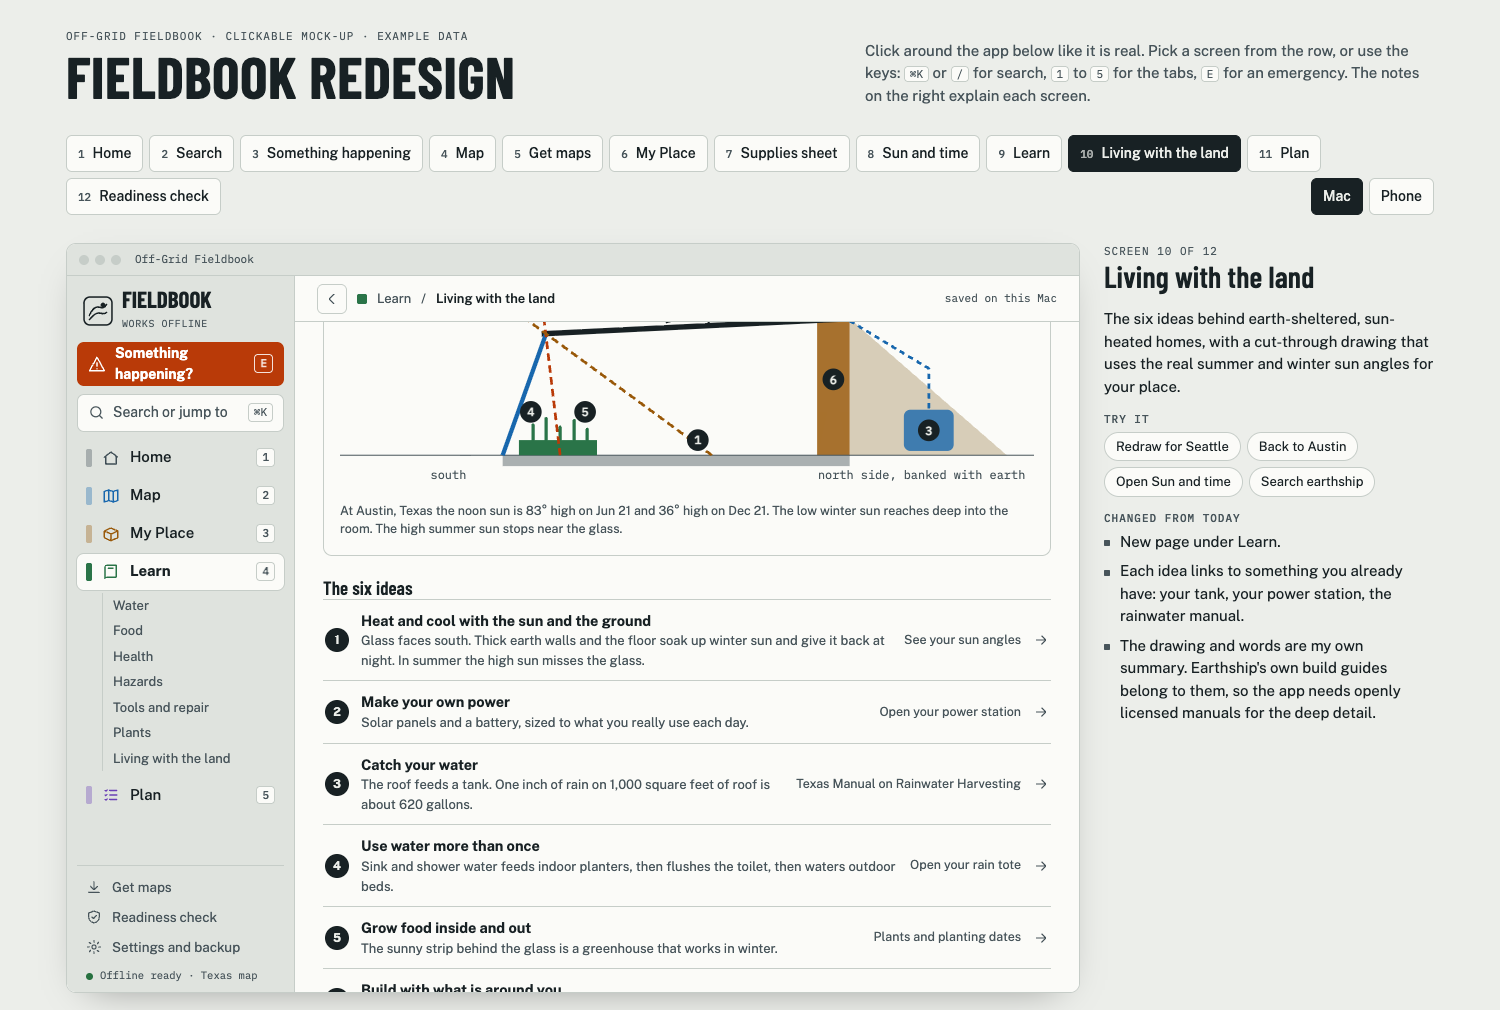 OFF-GRID FIELDBOOK · CLICKABLE MOCK-UP · EXAMPLE DATA
FIELDBOOK REDESIGN
Click around the app below like it is real. Pick a screen from the row, or use the
keys: ⌘K or / for search, 1 to 5 for the tabs, E for an emergency. The notes
on the right explain each screen.
1 Home
2 Search
3 Something happening
4 Map
5 Get maps
6 My Place
7 Supplies sheet
8 Sun and time
9 Learn
10 Living with the land
11 Plan
12 Readiness check
Mac
Phone
Off-Grid Fieldbook
FIELDBOOK
WORKS OFFLINE
Something
happening?
E
Search or jump to ⌘K
Home 1
Map 2
My Place 3
Learn 4
Water
Food
Health
Hazards
Tools and repair
Plants
Living with the land
Plan 5
Get maps
Readiness check
Settings and backup
Offline ready · Texas map
Learn / Living with the land
saved on this Mac
4
5
1
6
3
south
north side, banked with earth
At Austin, Texas the noon sun is 83° high on Jun 21 and 36° high on Dec 21. The low winter sun reaches deep into the
room. The high summer sun stops near the glass.
The six ideas
1
Heat and cool with the sun and the ground
Glass faces south. Thick earth walls and the floor soak up winter sun and give it back at
night. In summer the high sun misses the glass.
See your sun angles →
2
Make your own power
Solar panels and a battery, sized to what you really use each day.
Open your power station →
3
Catch your water
The roof feeds a tank. One inch of rain on 1,000 square feet of roof is
about 620 gallons.
Texas Manual on Rainwater Harvesting →
4
Use water more than once
Sink and shower water feeds indoor planters, then flushes the toilet, then waters outdoor
beds.
Open your rain tote →
5
Grow food inside and out
The sunny strip behind the glass is a greenhouse that works in winter.
Plants and planting dates →
Build with what is around you
SCREEN 10 OF 12
Living with the land
The six ideas behind earth-sheltered, sun-
heated homes, with a cut-through drawing that
uses the real summer and winter sun angles for
your place.
TRY IT
Redraw for Seattle
Back to Austin
Open Sun and time
Search earthship
CHANGED FROM TODAY
New page under Learn.
Each idea links to something you already
have: your tank, your power station, the
rainwater manual.
The drawing and words are my own
summary. Earthship's own build guides
belong to them, so the app needs openly
licensed manuals for the deep detail.